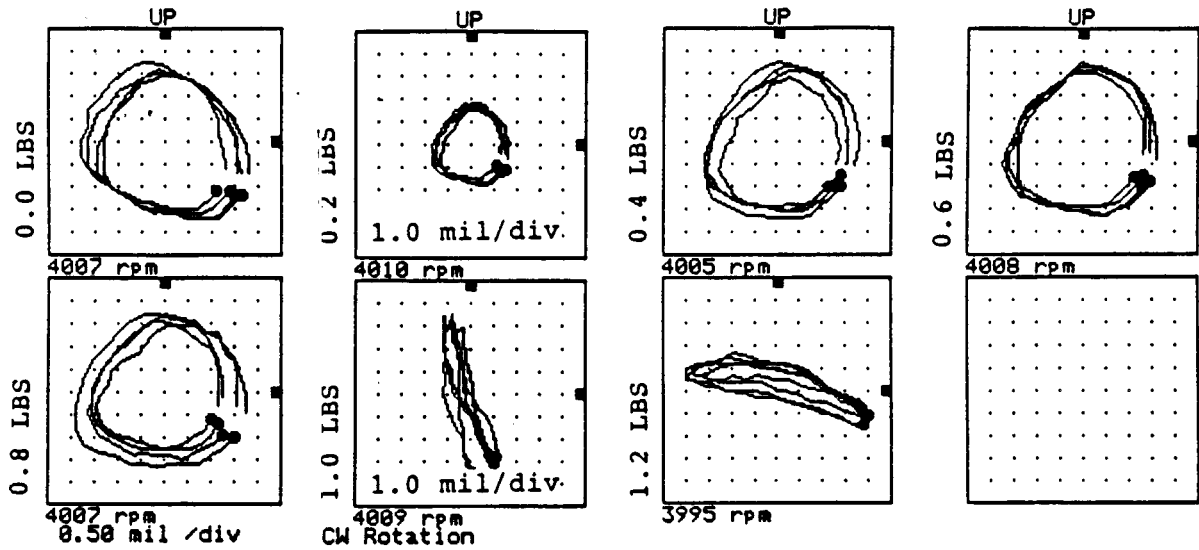 UP
UP
UP
UP
0.0 LBS
0.2 LBS
0.4 LBS
0.6 LBS
1.0 mil/div.
4007 rpm
4010 rpm
4005 rpm
4008 rpm
0.8 LBS
1.0 LBS
1.2 LBS
1.0 mil/div.
4007 rpm
4009 rpm
3995 rpm
0.50 mil /div
CW Rotation